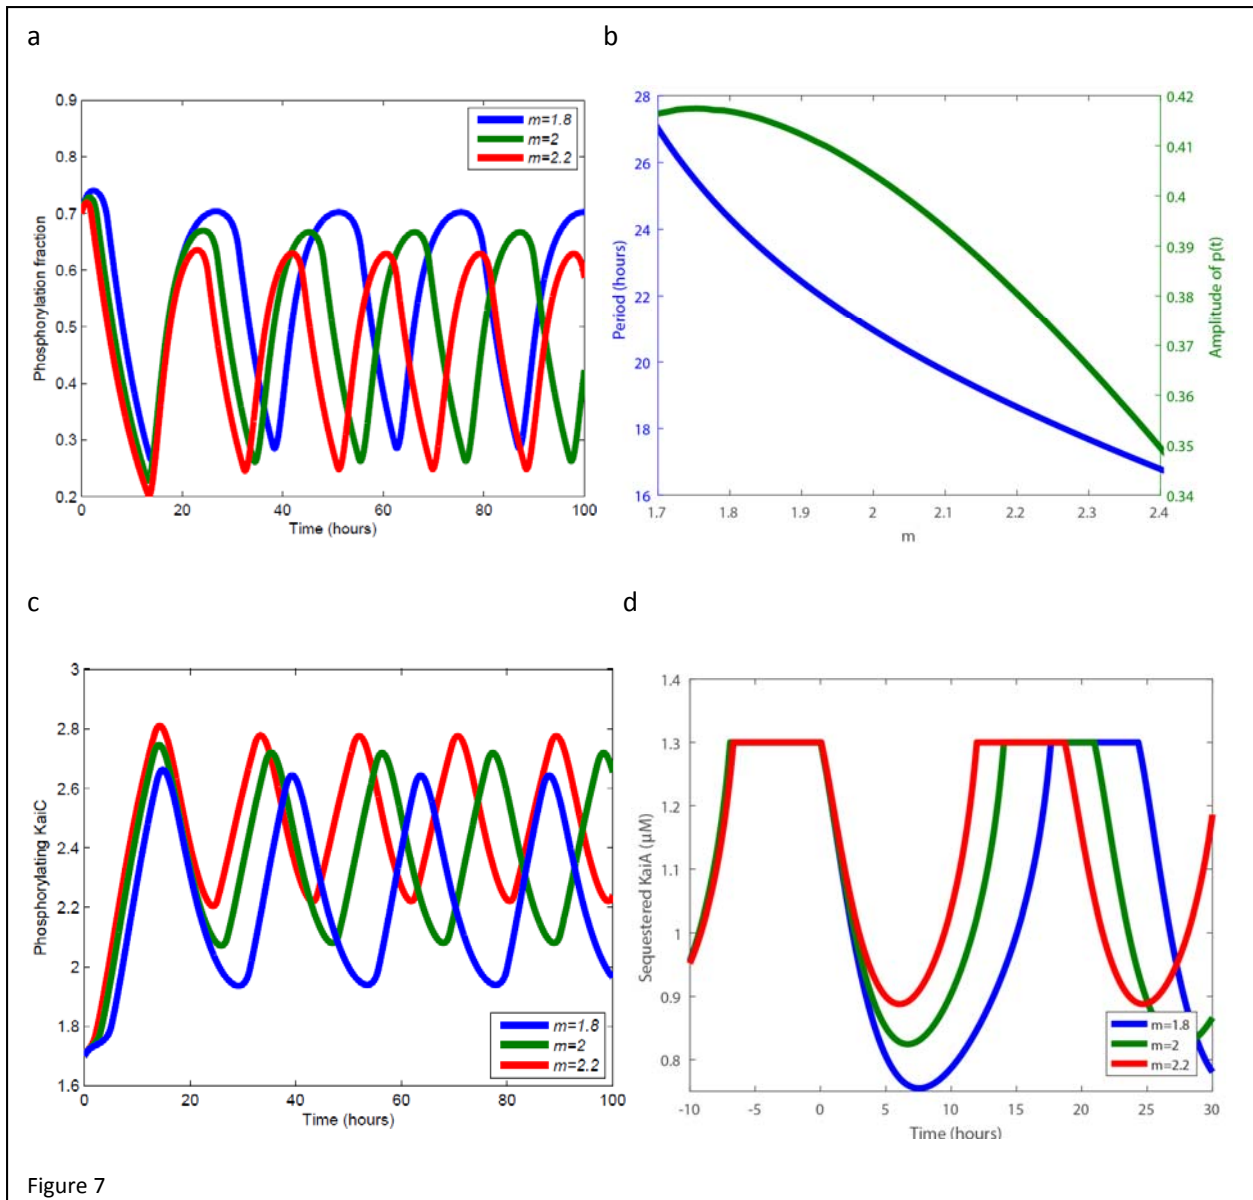 a
b
0.9
0.8
0.7
0.6
0.5
0.4
0.3
0.2
Phosphorylation fraction
m=1.8
m=2
m=2.2
0
20
40
60
80
100
Time (hours)
28
26
24
22
20
18
16
Period (hours)
0.42
0.41
0.4
0.39
0.38
0.37
0.36
0.35
0.34
Amplitude of p(t)
1.7
1.8
1.9
2
2.1
2.2
2.3
2.4
m
c
d
3
2.8
2.6
2.4
2.2
2
1.8
1.6
Phosphorylating KaiC
m=1.8
m=2
m=2.2
0
20
40
60
80
100
Time (hours)
1.4
1.3
1.2
1.1
1
0.9
0.8
Sequestered KaiA (µM)
m=1.8
m=2
m=2.2
-10
-5
0
5
10
15
20
25
30
Time (hours)
Figure 7